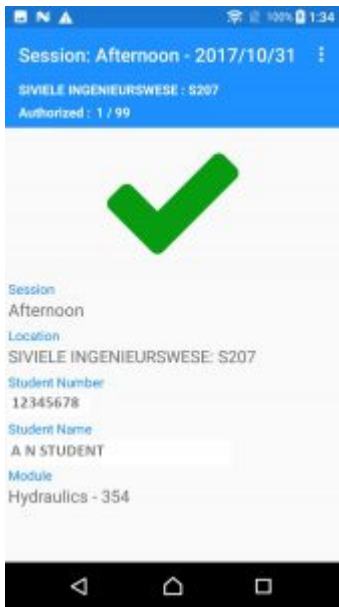 100% 1:34
Session: Afternoon - 2017/10/31
SIVIELE INGENIEURSWESE : S207
Authorized : 1 / 99
Session
Afternoon
Location
SIVIELE INGENIEURSWESE: S207
Student Number
12345678
Student Name
A N STUDENT
Module
Hydraulics - 354